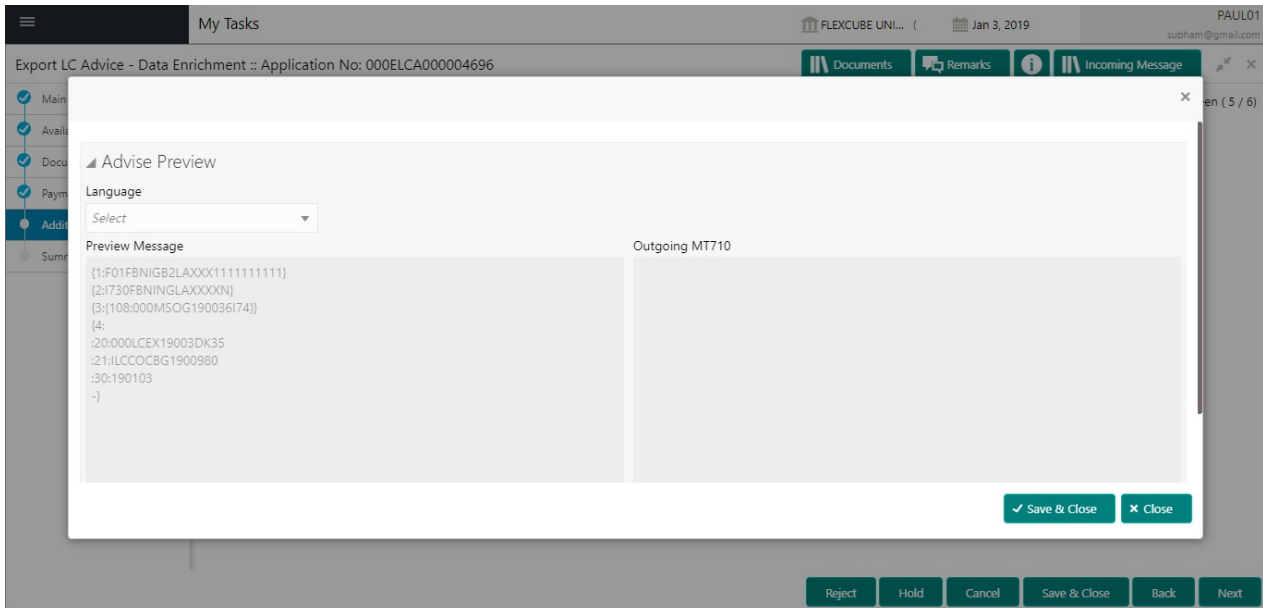 My Tasks
FLEXCUBE UNI... (
Jan 3, 2019
PAUL01
subham@gmail.com
Export LC Advice - Data Enrichment :: Application No: 000ELCA000004696
Documents
Remarks
Incoming Message
Main
Availa
Docu
Paym
Addit
Summ
en ( 5 / 6)
Advise Preview
Language
Select
Preview Message
Outgoing MT710
{1:F01FBNIGB2LAXXX1111111111}
{2:I730FBNINGLAXXXXN}
{3:{108:000MSOG190036I74}}
{4:
:20:000LCEX19003DK35
:21:ILCCOCBG1900980
:30:190103
-}
Save & Close
Close
Reject
Hold
Cancel
Save & Close
Back
Next